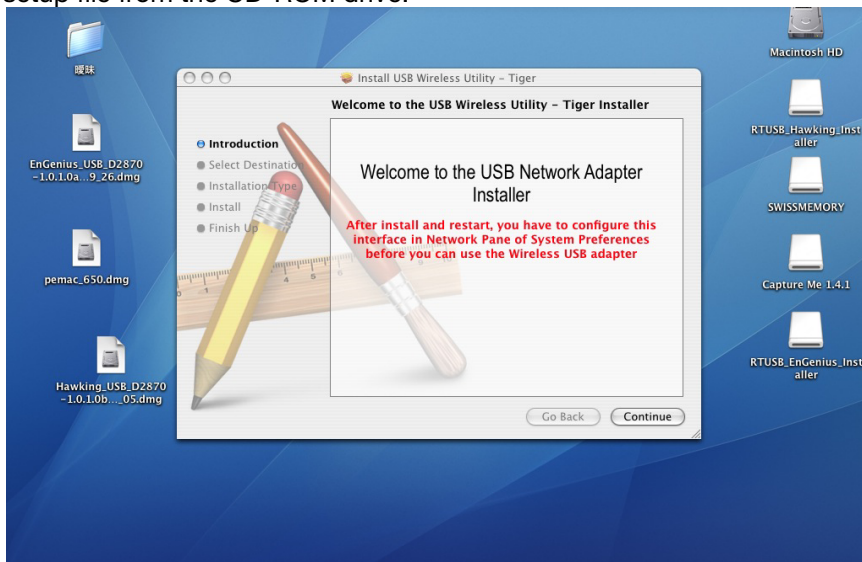 setup file from the CD-ROM drive.
曖昧
EnGenius_USB_D2870
-1.0.1.0a...9_26.dmg
pemac_650.dmg
Hawking_USB_D2870
-1.0.1.0b..._05.dmg
Install USB Wireless Utility – Tiger
Welcome to the USB Wireless Utility – Tiger Installer
Introduction
Select Destination
Installation Type
Install
Finish Up
Welcome to the USB Network Adapter
Installer
After install and restart, you have to configure this
interface in Network Pane of System Preferences
before you can use the Wireless USB adapter
Go Back
Continue
Macintosh HD
RTUSB_Hawking_Inst
aller
SWISSMEMORY
Capture Me 1.4.1
RTUSB_EnGenius_Inst
aller